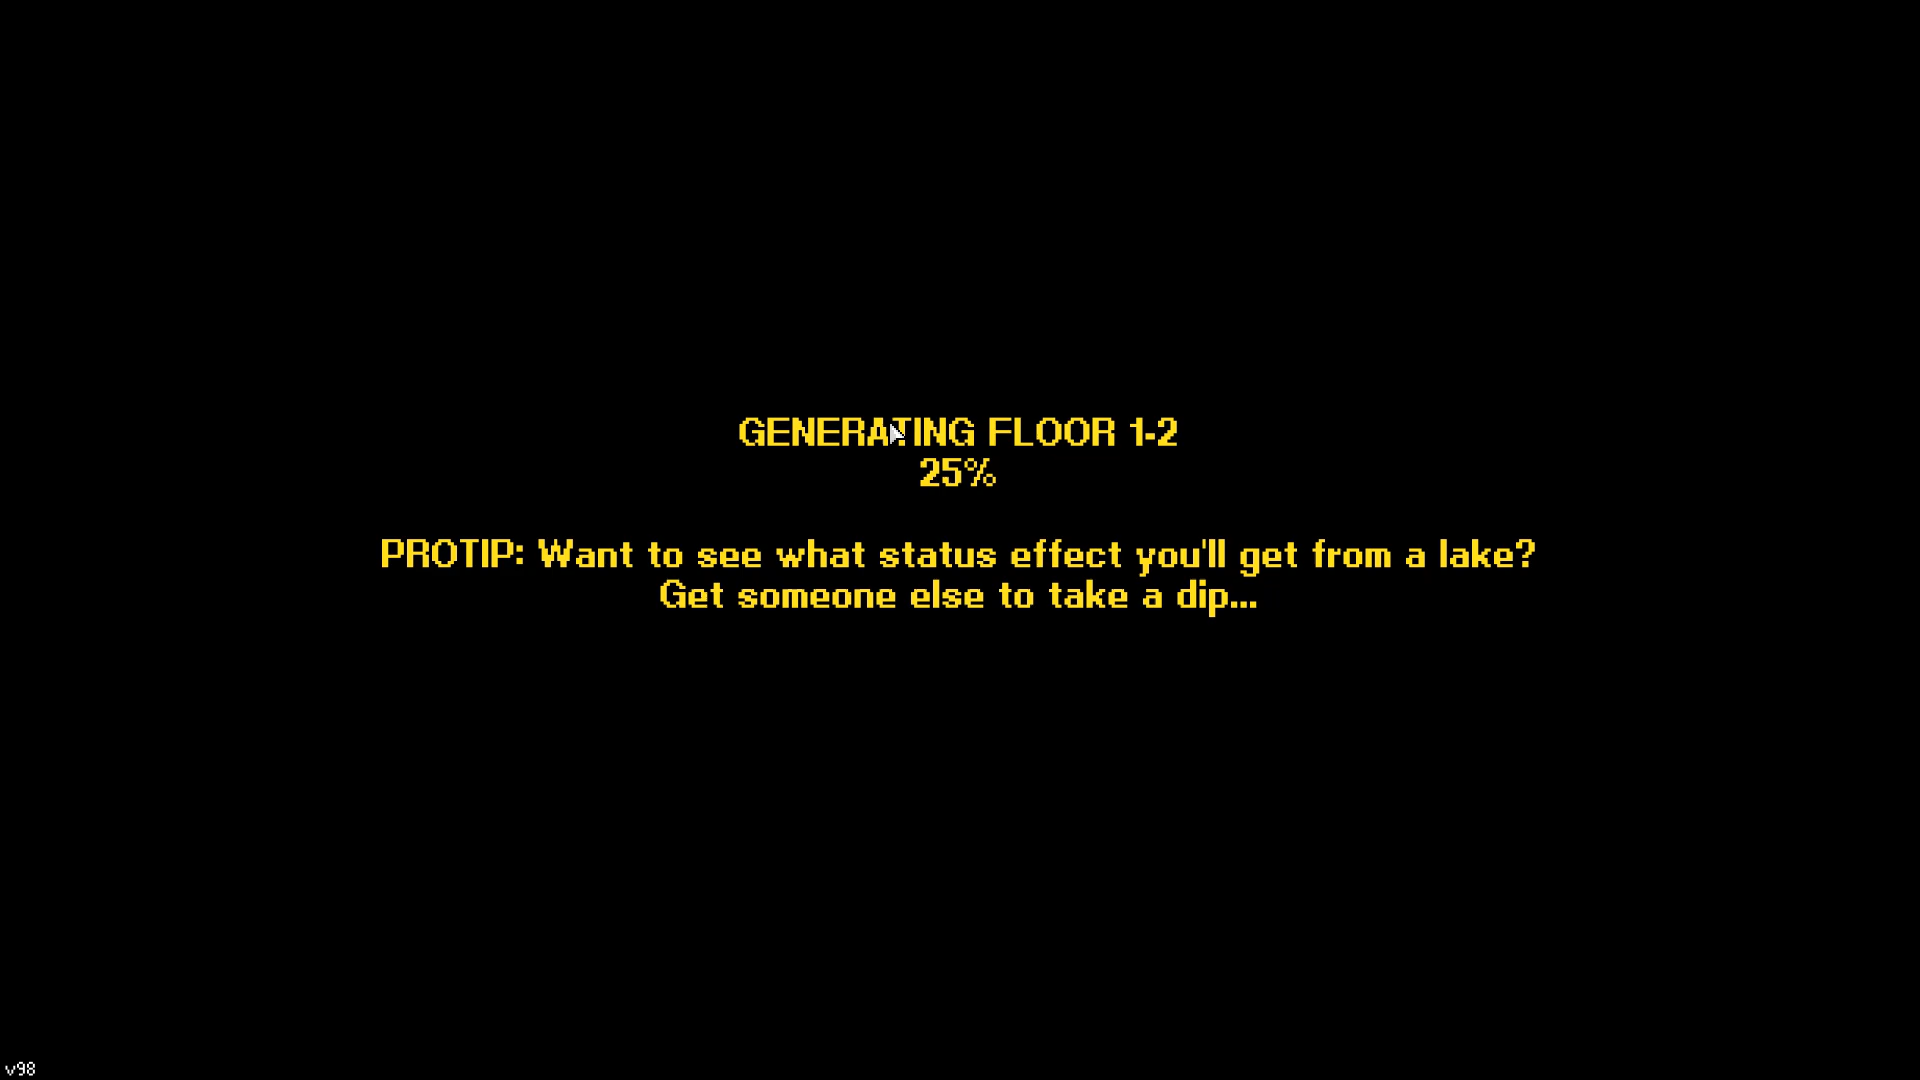 GENERATING FLOOR 1-2
25%
PROTIP: Want to see what status effect you'll get from a lake?
Get someone else to take a dip...
v98